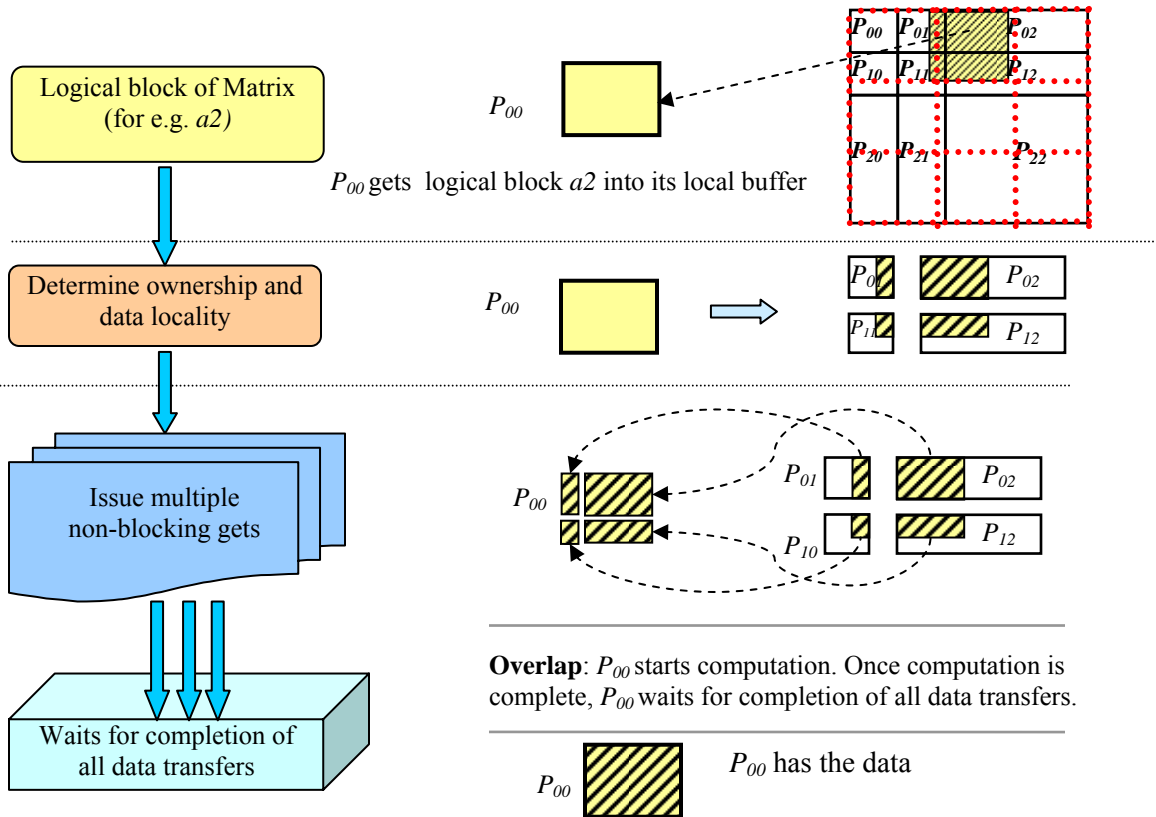 Logical block of Matrix
(for e.g. a2)
P00
P00 P01 P02
P10 P11 P12
P20 P21 P22
P00 gets logical block a2 into its local buffer
Determine ownership and
data locality
P00
P01 P02
P11 P12
Issue multiple
non-blocking gets
P00
P01 P02
P10 P12
Overlap: P00 starts computation. Once computation is
complete, P00 waits for completion of all data transfers.
Waits for completion of
all data transfers
P00
P00 has the data